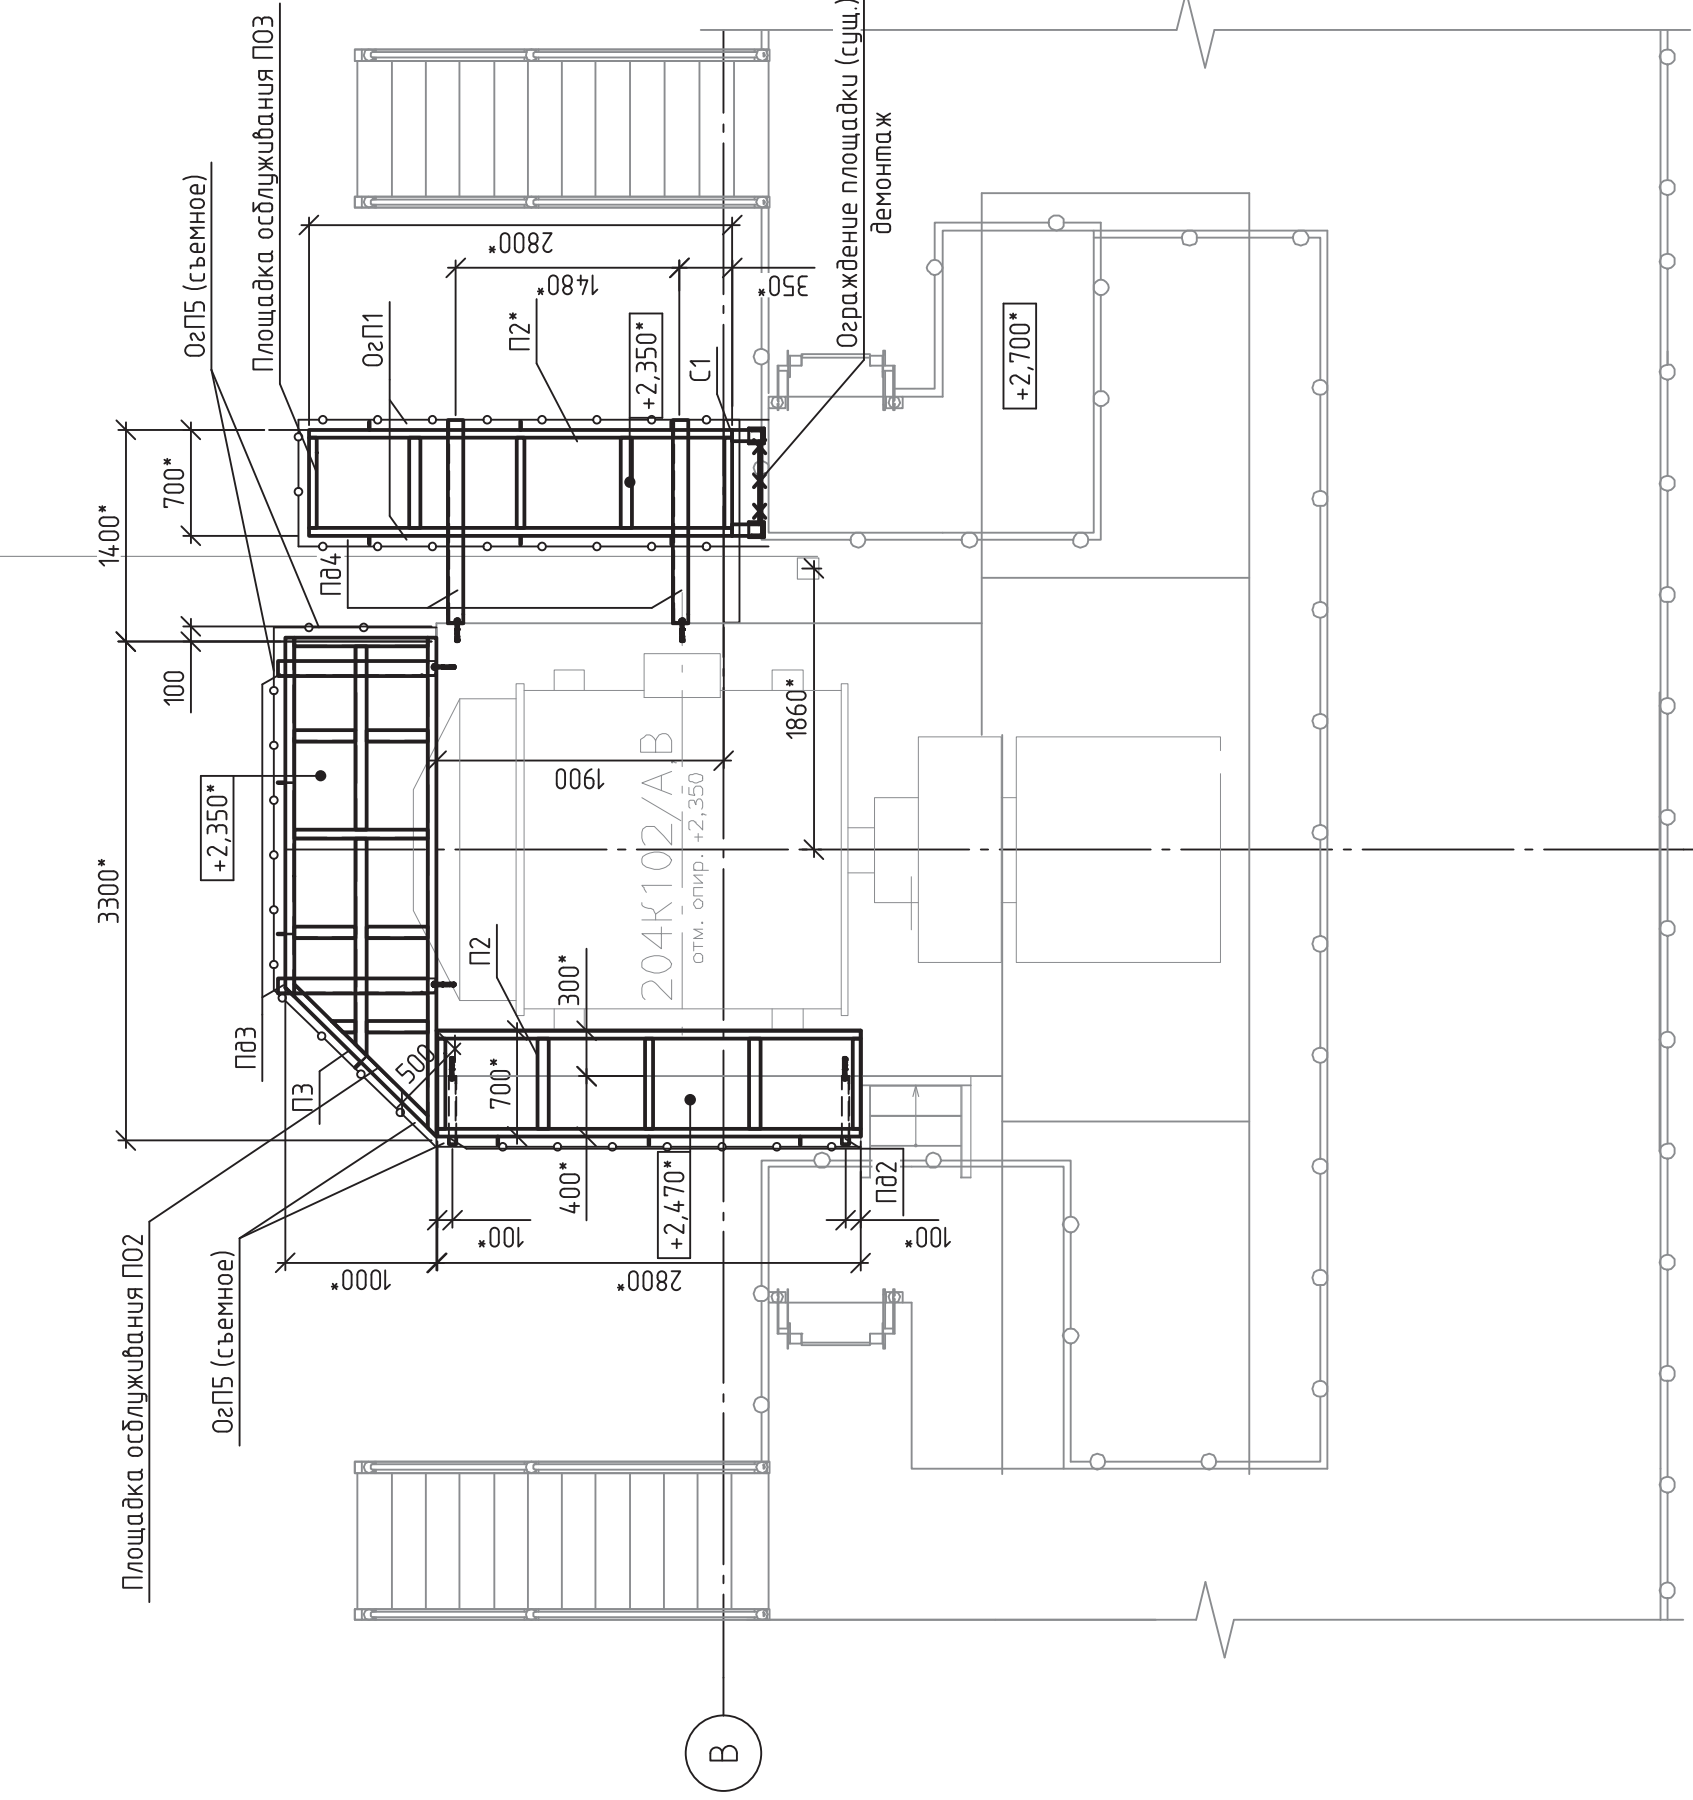 Площадка осблуживания ПО3
ОгП5 (съемное)
Ограждение площадки (сущ.)
демонтаж
2800*
1480*
350*
ОгП1
П2*
+2,350*
С1
+2,700*
700*
1400*
Пд4
100
1860*
1900
+2,350*
3300*
204К102/А,В
отм. опир. +2,350
П2
300*
Пд3
П3
500
700*
400*
+2,470*
Пд2
100*
100*
1000*
2800*
Площадка осблуживания ПО2
ОгП5 (съемное)
В